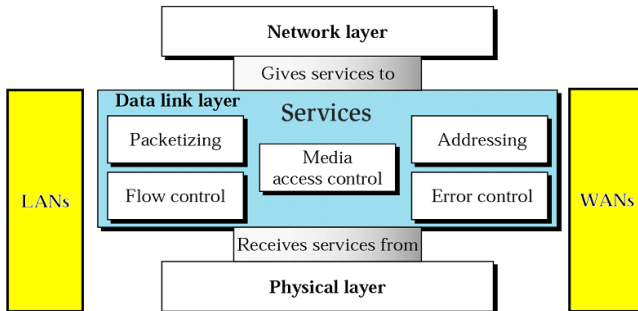 Network layer
Gives services to
Data link layer
Services
Packetizing
Addressing
Media
access control
Flow control
Error control
LANs
WANs
Receives services from
Physical layer